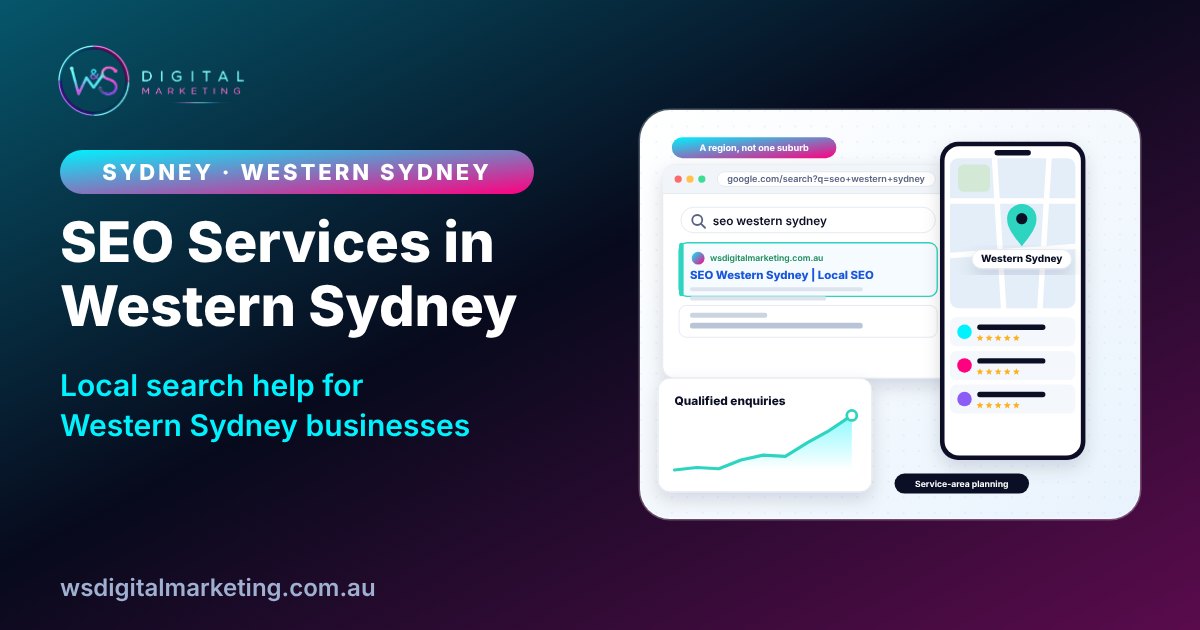 W&S DIGITAL
MARKETING
SYDNEY · WESTERN SYDNEY
SEO Services in
Western Sydney
Local search help for
Western Sydney businesses
wsdigitalmarketing.com.au
A region, not one suburb
google.com/search?q=seo+western+sydney
seo western sydney
wsdigitalmarketing.com.au
SEO Western Sydney | Local SEO
Qualified enquiries
Western Sydney
Service-area planning